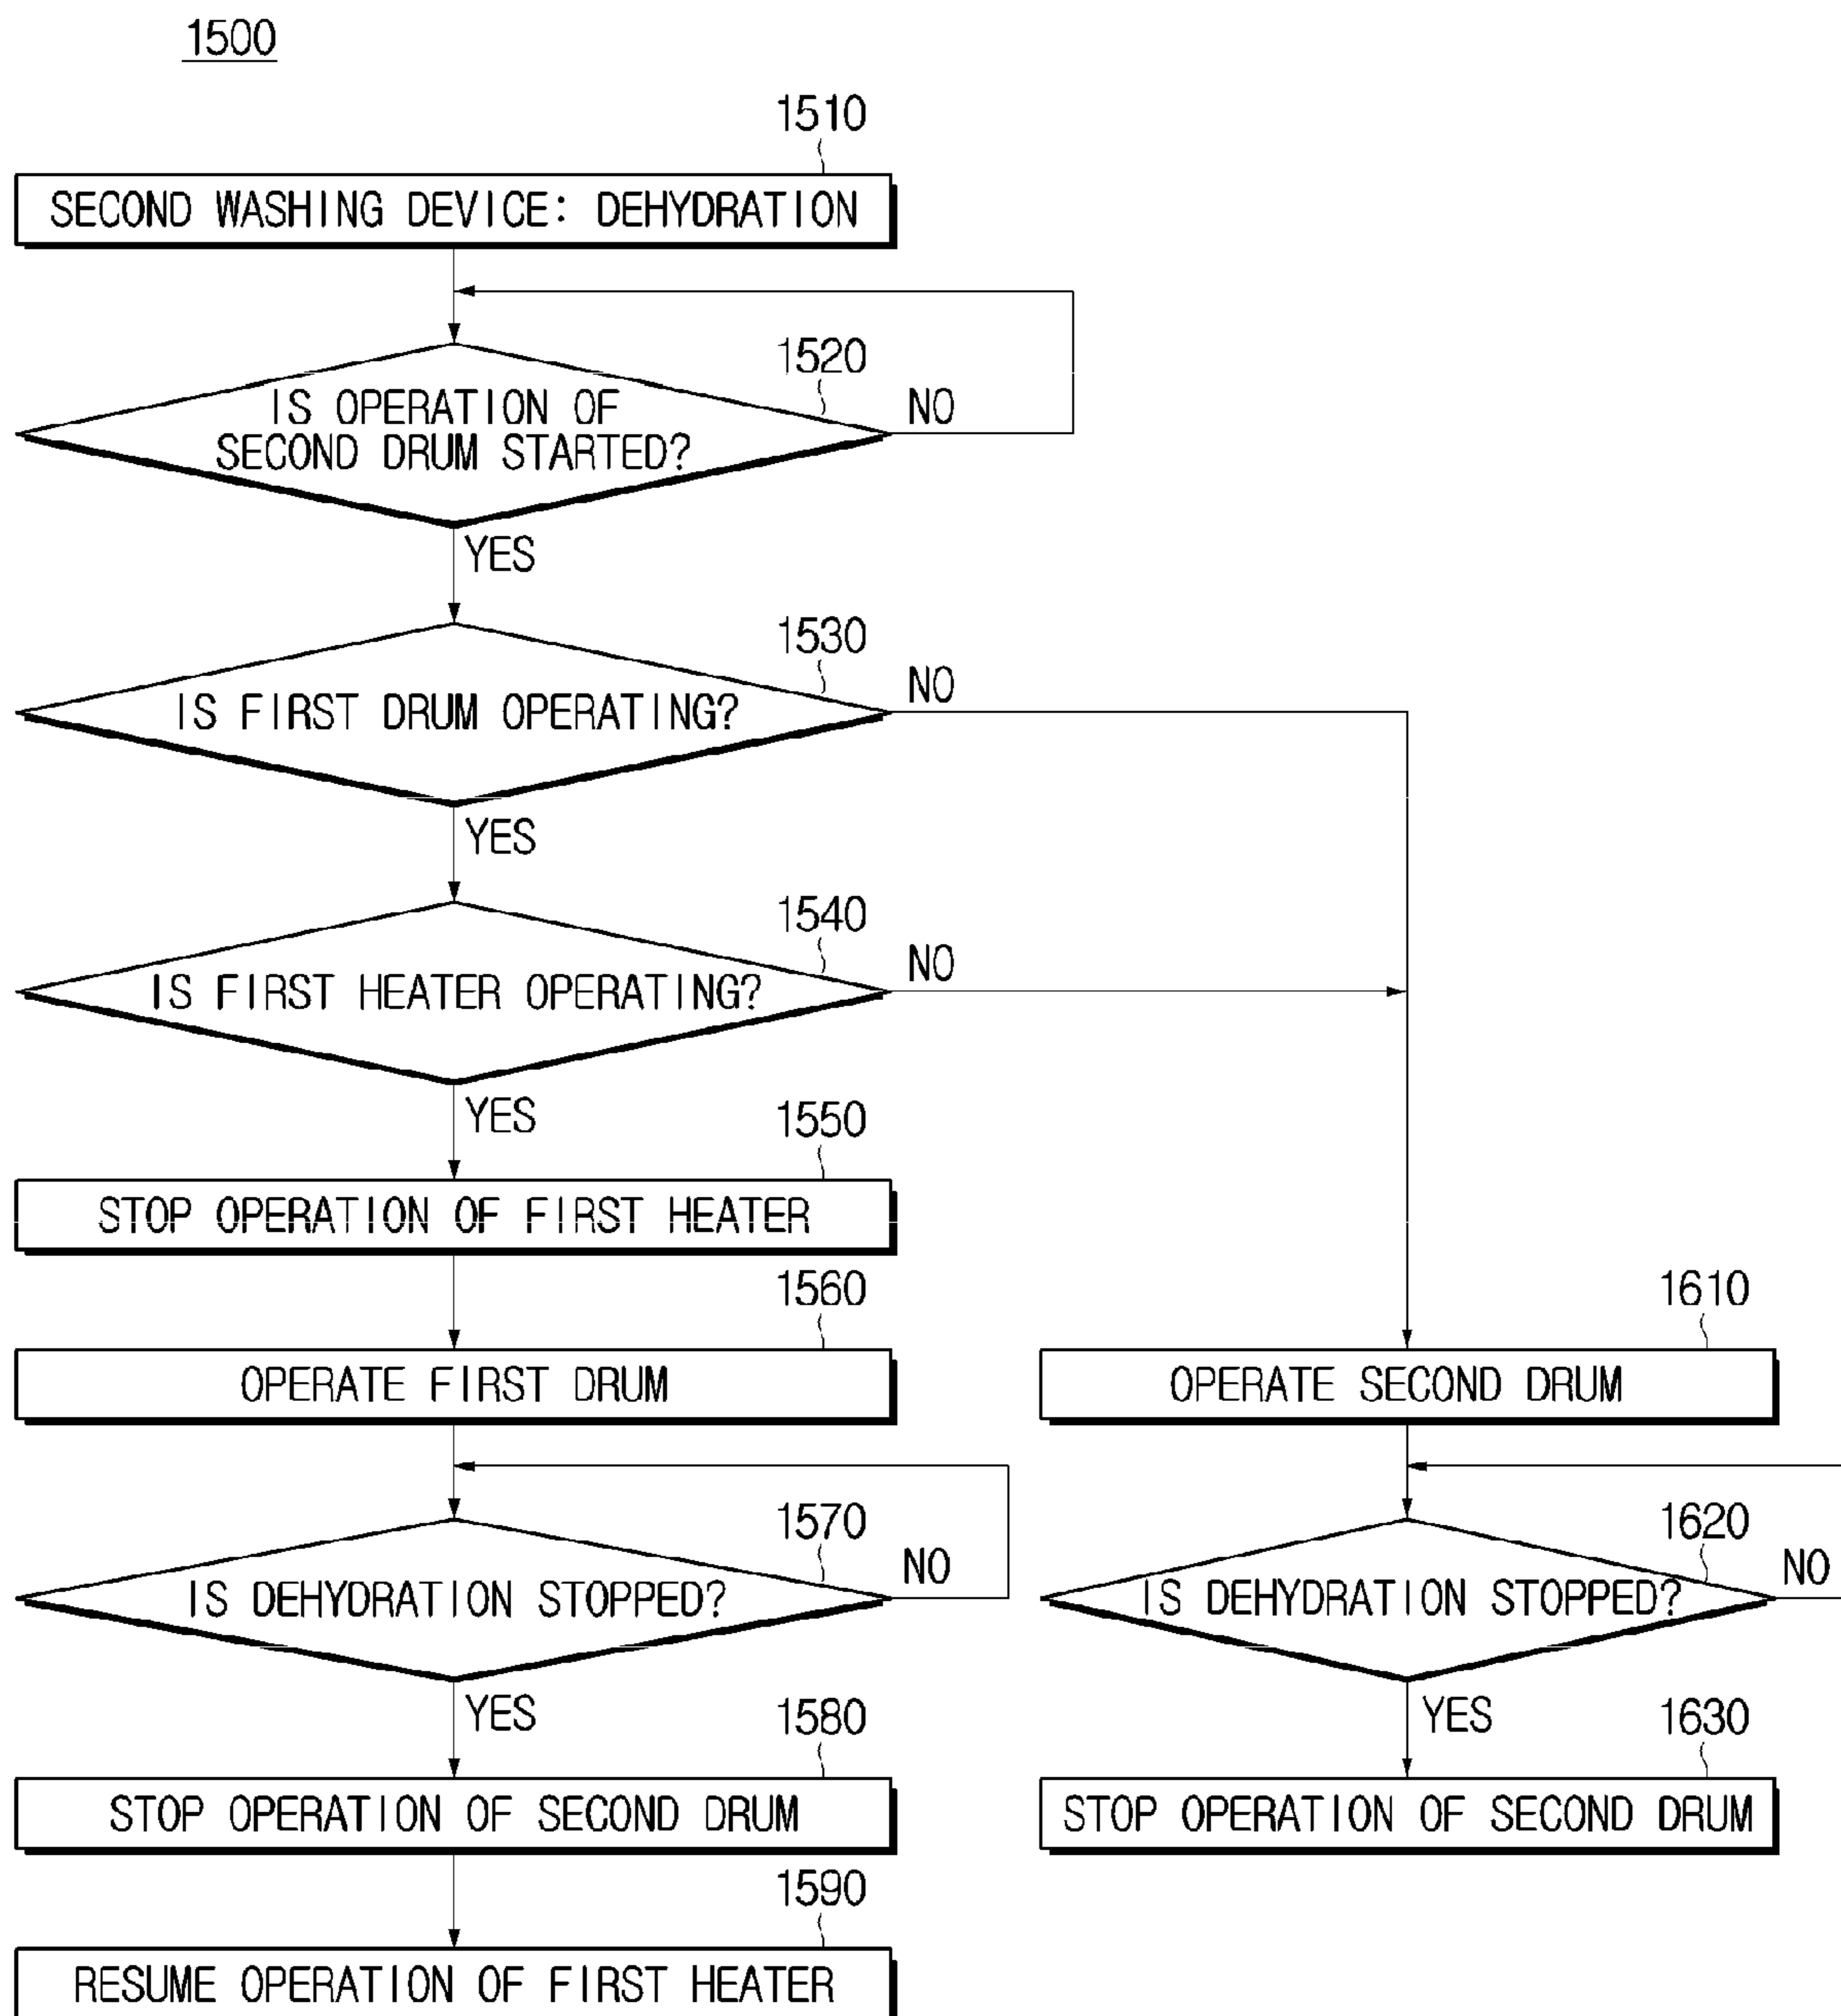 1500
1510
SECOND WASHING DEVICE: DEHYDRATION
1520
IS OPERATION OF
SECOND DRUM STARTED?
NO
YES
1530
IS FIRST DRUM OPERATING?
NO
YES
1540
IS FIRST HEATER OPERATING?
NO
YES
1550
STOP OPERATION OF FIRST HEATER
1560
OPERATE FIRST DRUM
1610
OPERATE SECOND DRUM
1570
IS DEHYDRATION STOPPED?
NO
YES
1620
IS DEHYDRATION STOPPED?
NO
YES
1580
STOP OPERATION OF SECOND DRUM
1630
STOP OPERATION OF SECOND DRUM
1590
RESUME OPERATION OF FIRST HEATER